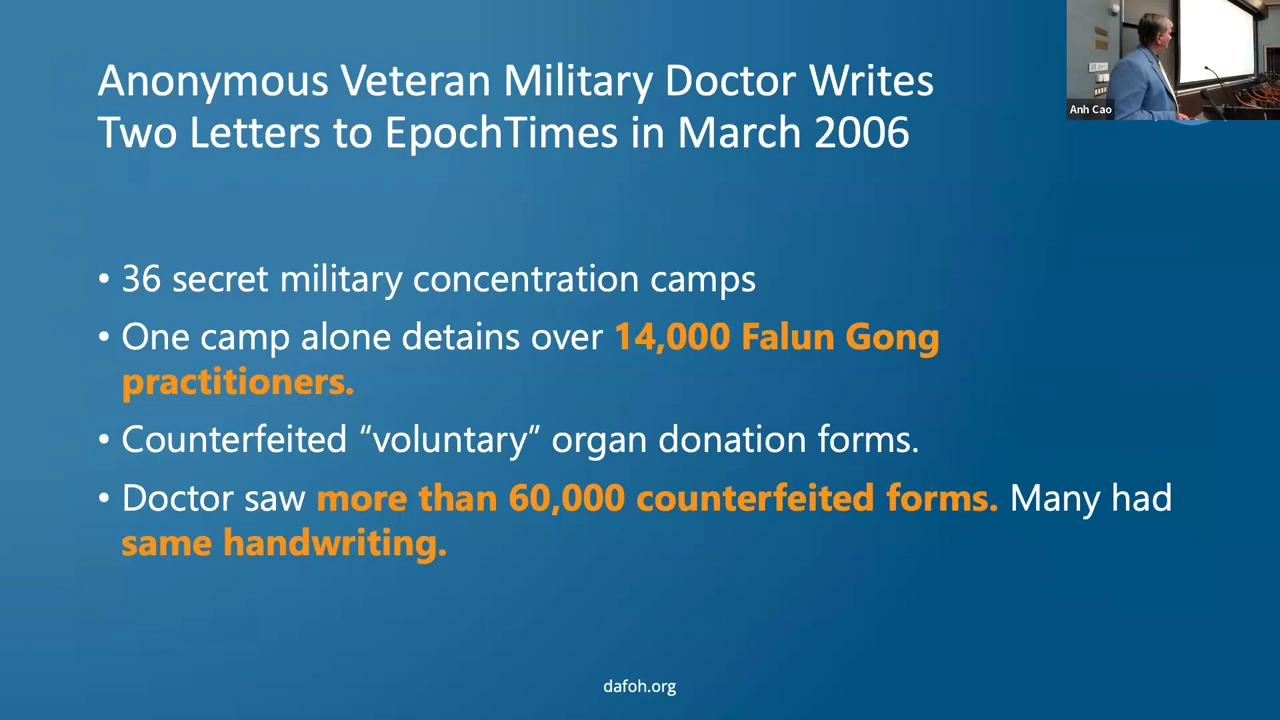 Anonymous Veteran Military Doctor Writes
Two Letters to EpochTimes in March 2006
Anh Cao
• 36 secret military concentration camps
• One camp alone detains over 14,000 Falun Gong
practitioners.
• Counterfeited “voluntary” organ donation forms.
• Doctor saw more than 60,000 counterfeited forms. Many had
same handwriting.
dafoh.org